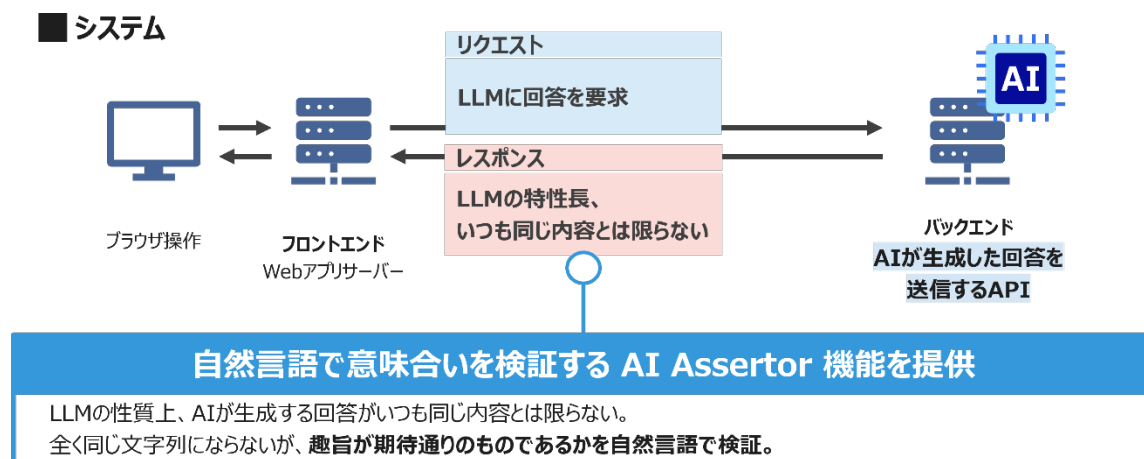 ■ システム
リクエスト
LLMに回答を要求
AI
レスポンス
LLMの特性長、
いつも同じ内容とは限らない
ブラウザ操作
フロントエンド
Webアプリサーバー
バックエンド
AIが生成した回答を
送信するAPI
自然言語で意味合いを検証する AI Assertor 機能を提供
LLMの性質上、AIが生成する回答がいつも同じ内容とは限らない。
全く同じ文字列にならないが、趣旨が期待通りのものであるかを自然言語で検証。